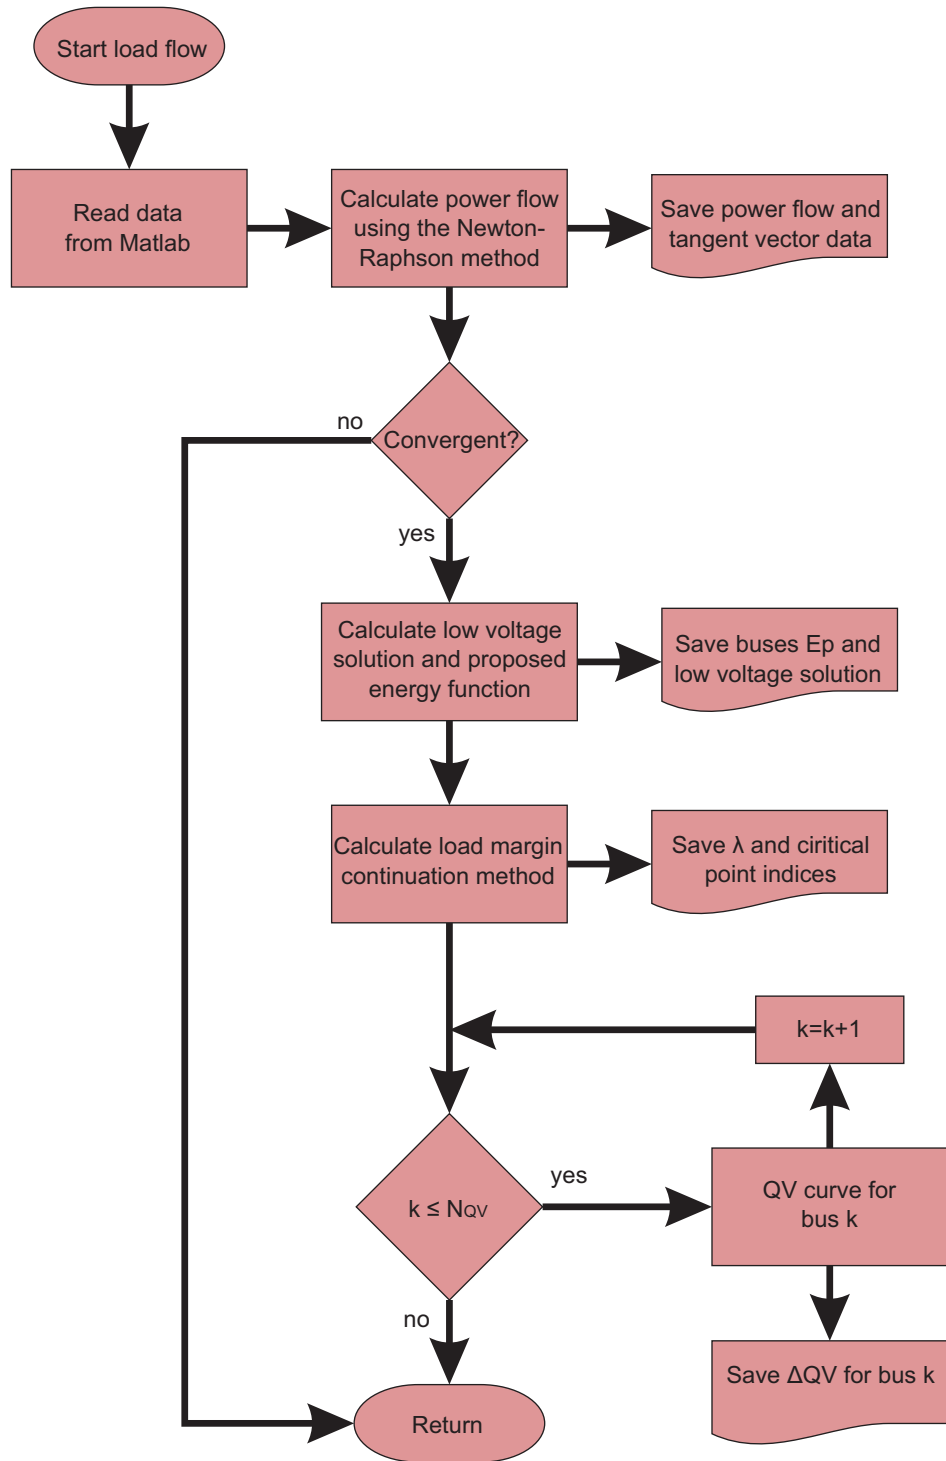 Start load flow
Read data
from Matlab
Calculate power flow
using the Newton-
Raphson method
Save power flow and
tangent vector data
no
Convergent?
yes
Calculate low voltage
solution and proposed
energy function
Save buses Ep and
low voltage solution
Calculate load margin
continuation method
Save λ and ciritical
point indices
k=k+1
k ≤ NQV
yes
QV curve for
bus k
no
Save ΔQV for bus k
Return